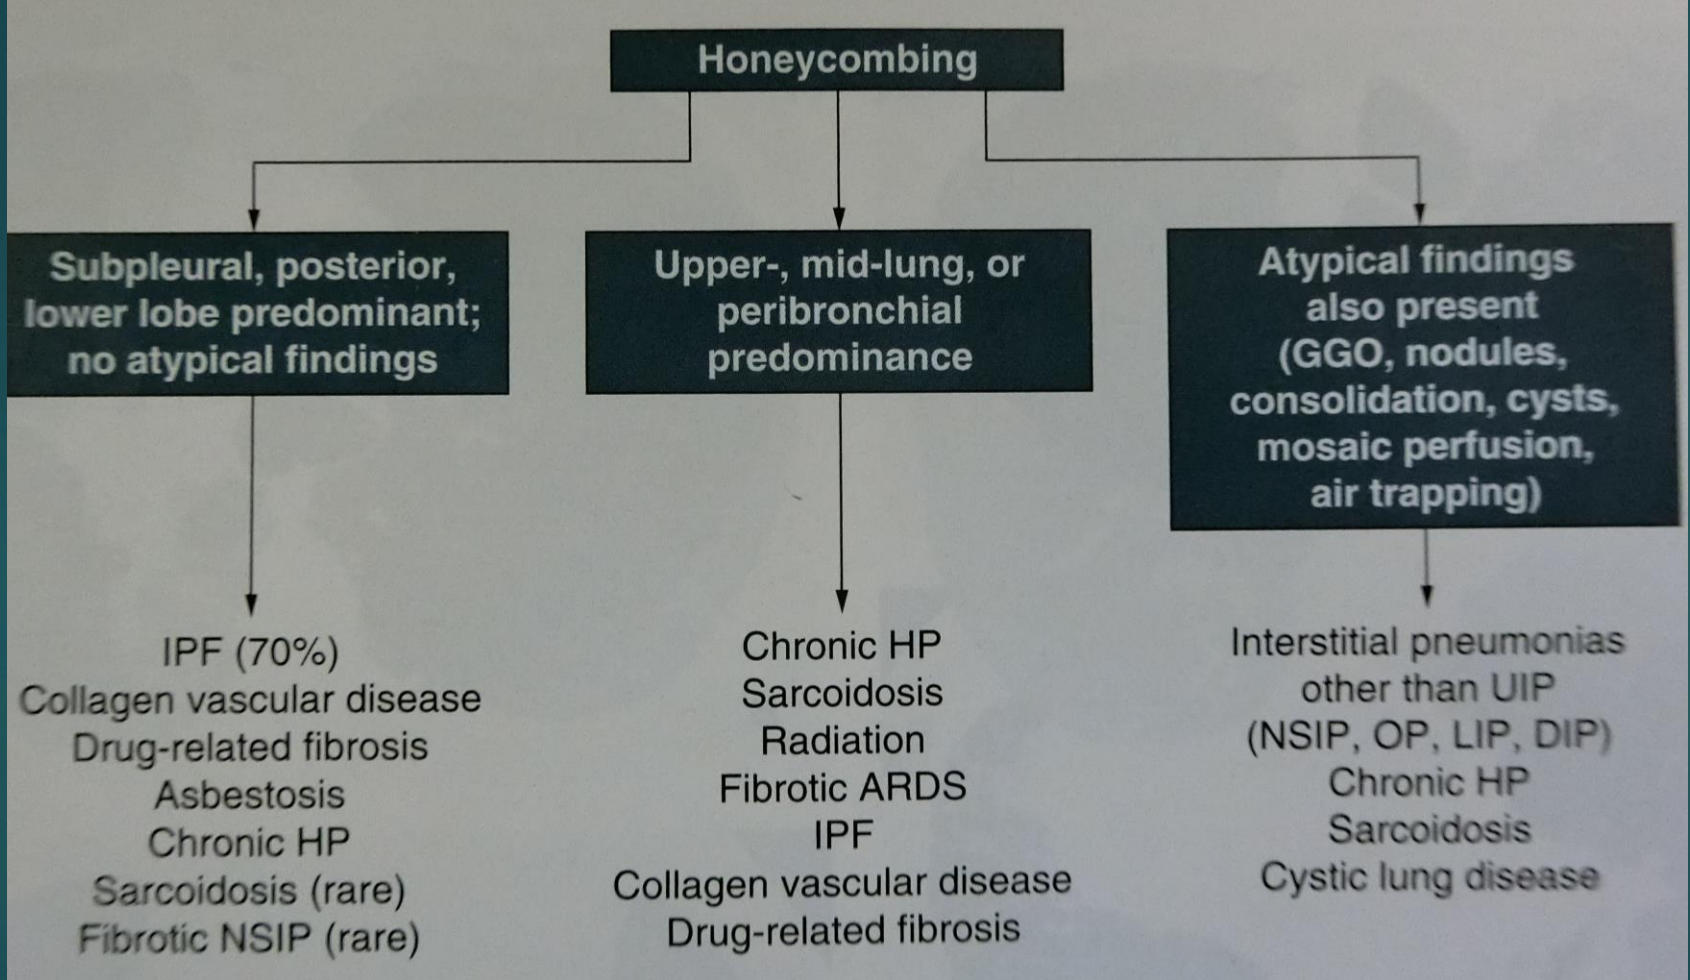 Honeycombing
Subpleural, posterior,
lower lobe predominant;
no atypical findings
Upper-, mid-lung, or
peribronchial
predominance
Atypical findings
also present
(GGO, nodules,
consolidation, cysts,
mosaic perfusion,
air trapping)
IPF (70%)
Collagen vascular disease
Drug-related fibrosis
Asbestosis
Chronic HP
Sarcoidosis (rare)
Fibrotic NSIP (rare)
Chronic HP
Sarcoidosis
Radiation
Fibrotic ARDS
IPF
Collagen vascular disease
Drug-related fibrosis
Interstitial pneumonias
other than UIP
(NSIP, OP, LIP, DIP)
Chronic HP
Sarcoidosis
Cystic lung disease